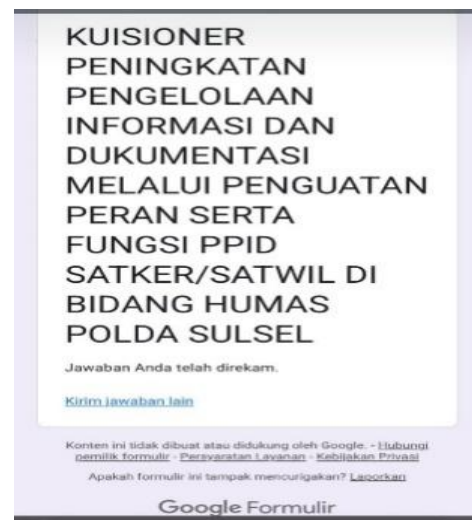 KUISIONER
PENINGKATAN
PENGELOLAAN
INFORMASI DAN
DUKUMENTASI
MELALUI PENGUATAN
PERAN SERTA
FUNGSI PPID
SATKER/SATWIL DI
BIDANG HUMAS
POLDA SULSEL
Jawaban Anda telah direkam.
Kirim jawaban lain
Konten ini tidak dibuat atau didukung oleh Google. - Hubungi
pemilik formulir - Persyaratan Layanan - Kebijakan Privasi
Apakah formulir ini tampak mencurigakan? Laporkan
Google Formulir